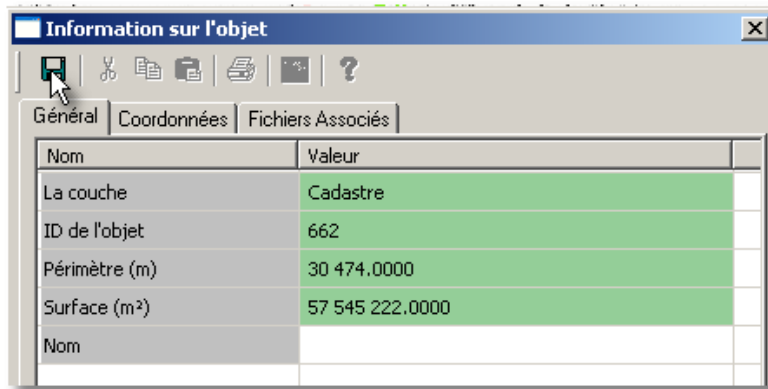 Information sur l'objet
Général Coordonnées Fichiers Associés
Nom Valeur
La couche Cadastre
ID de l'objet 662
Périmètre (m) 30 474.0000
Surface (m²) 57 545 222.0000
Nom